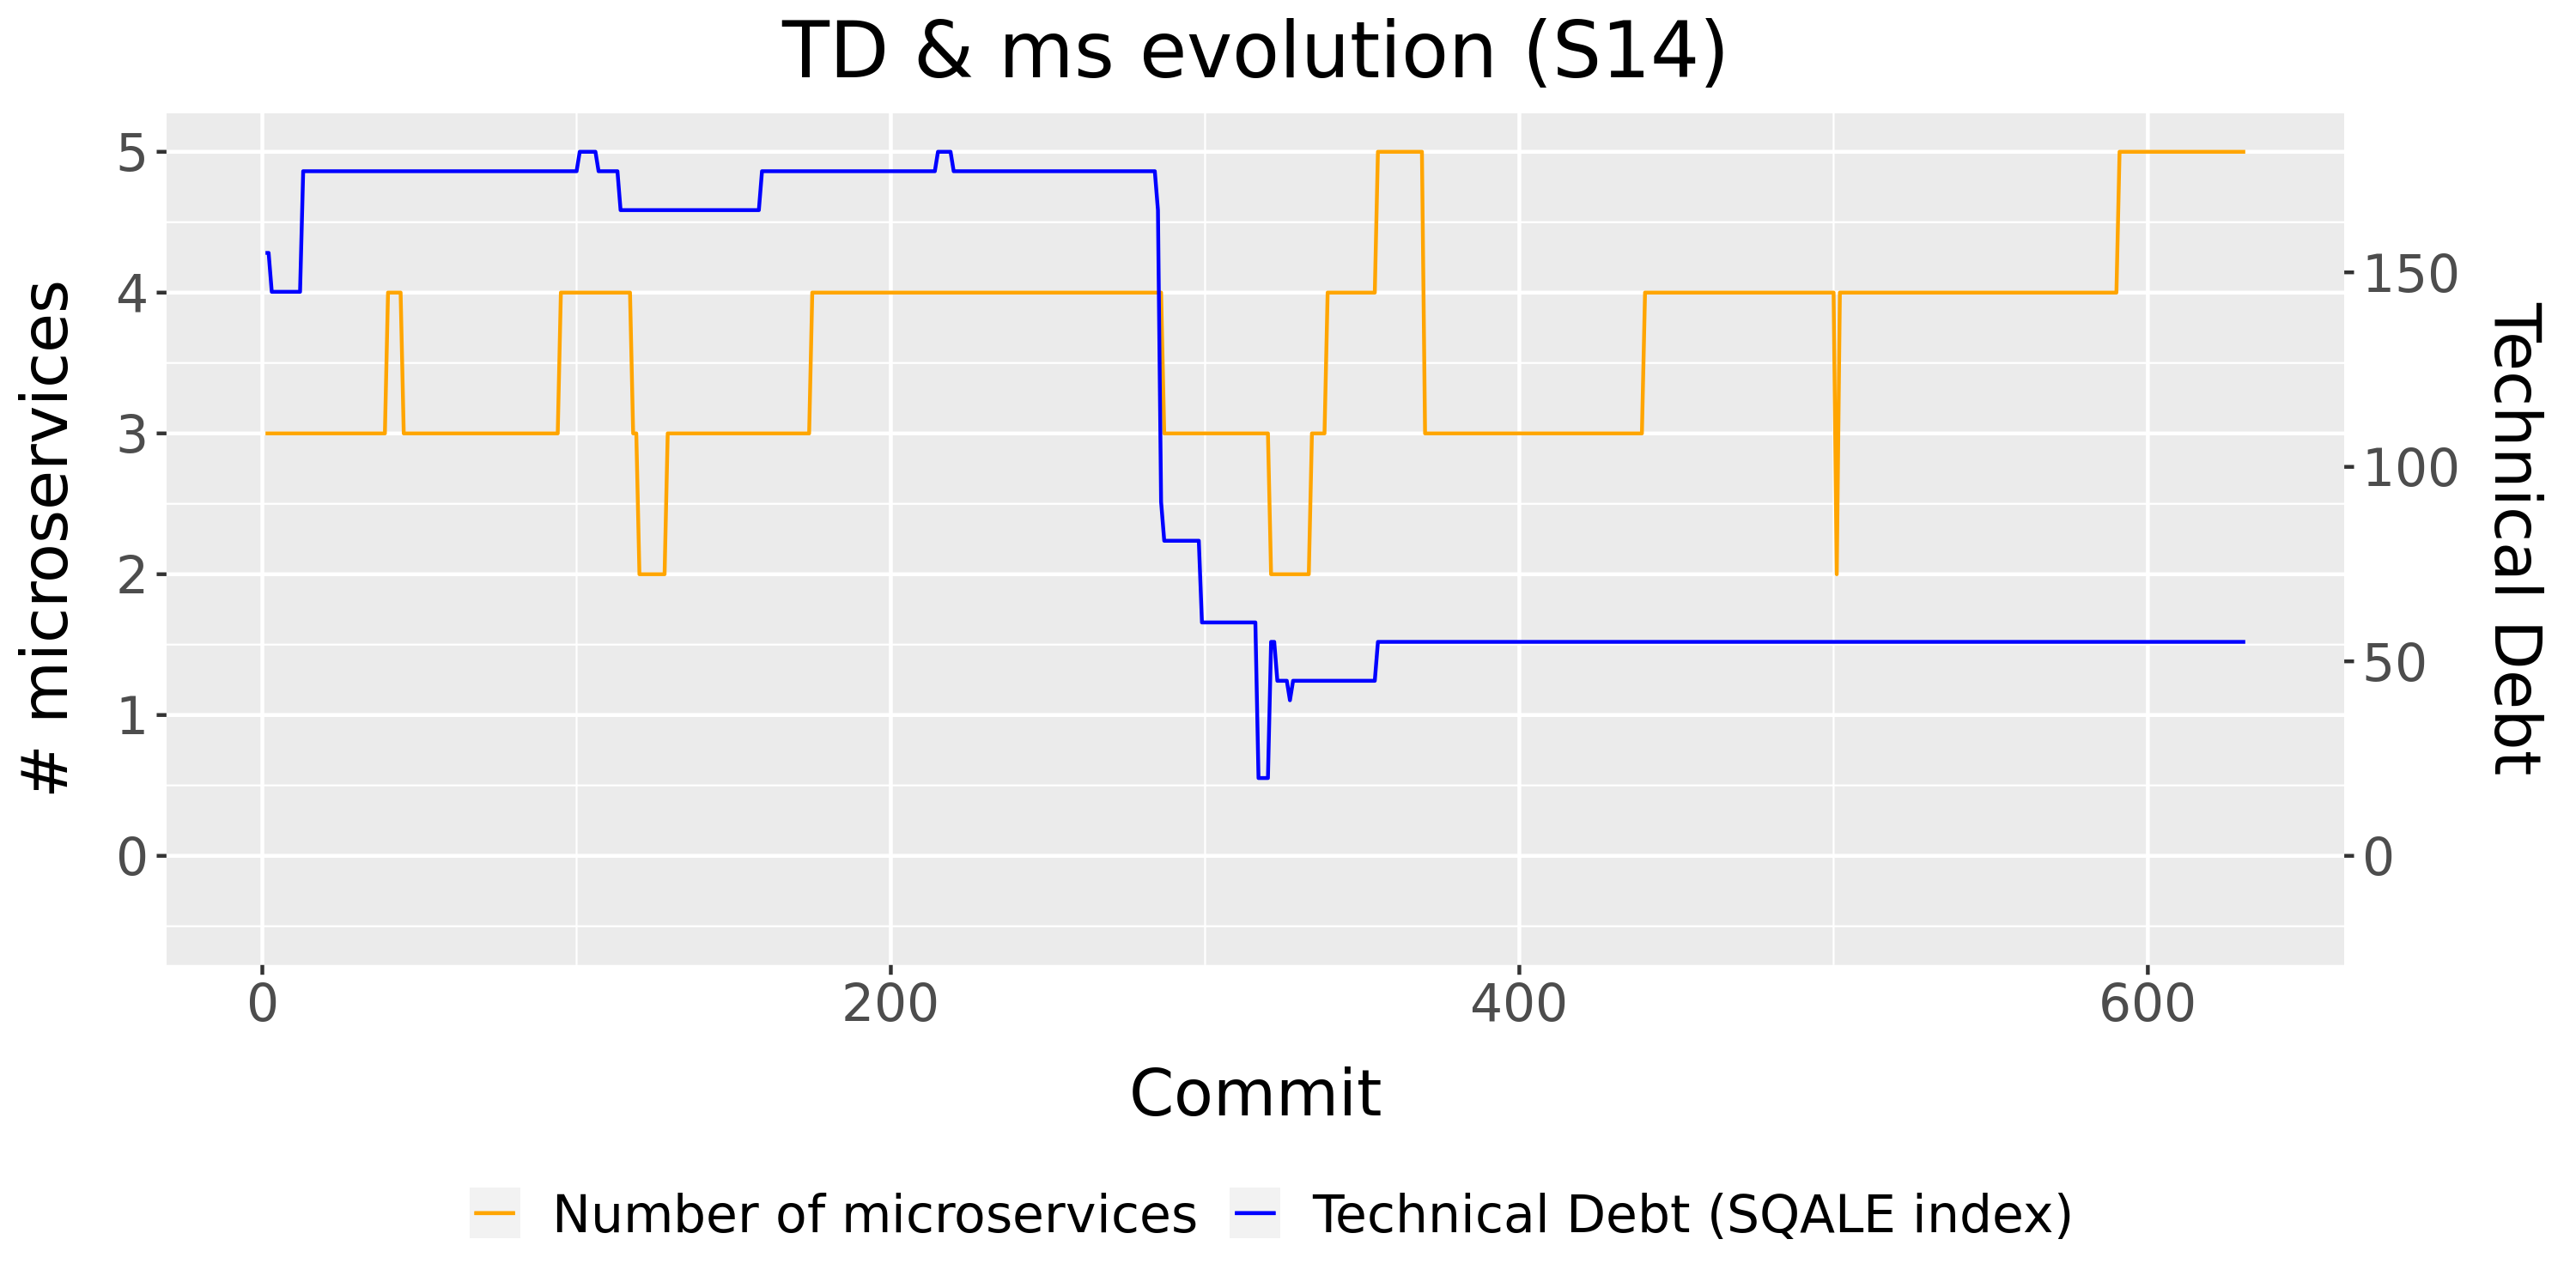 TD & ms evolution (S14)
# microservices
5
4
3
2
1
0
150
100
50
0
Technical Debt
0 200 400 600
Commit
Number of microservices Technical Debt (SQALE index)